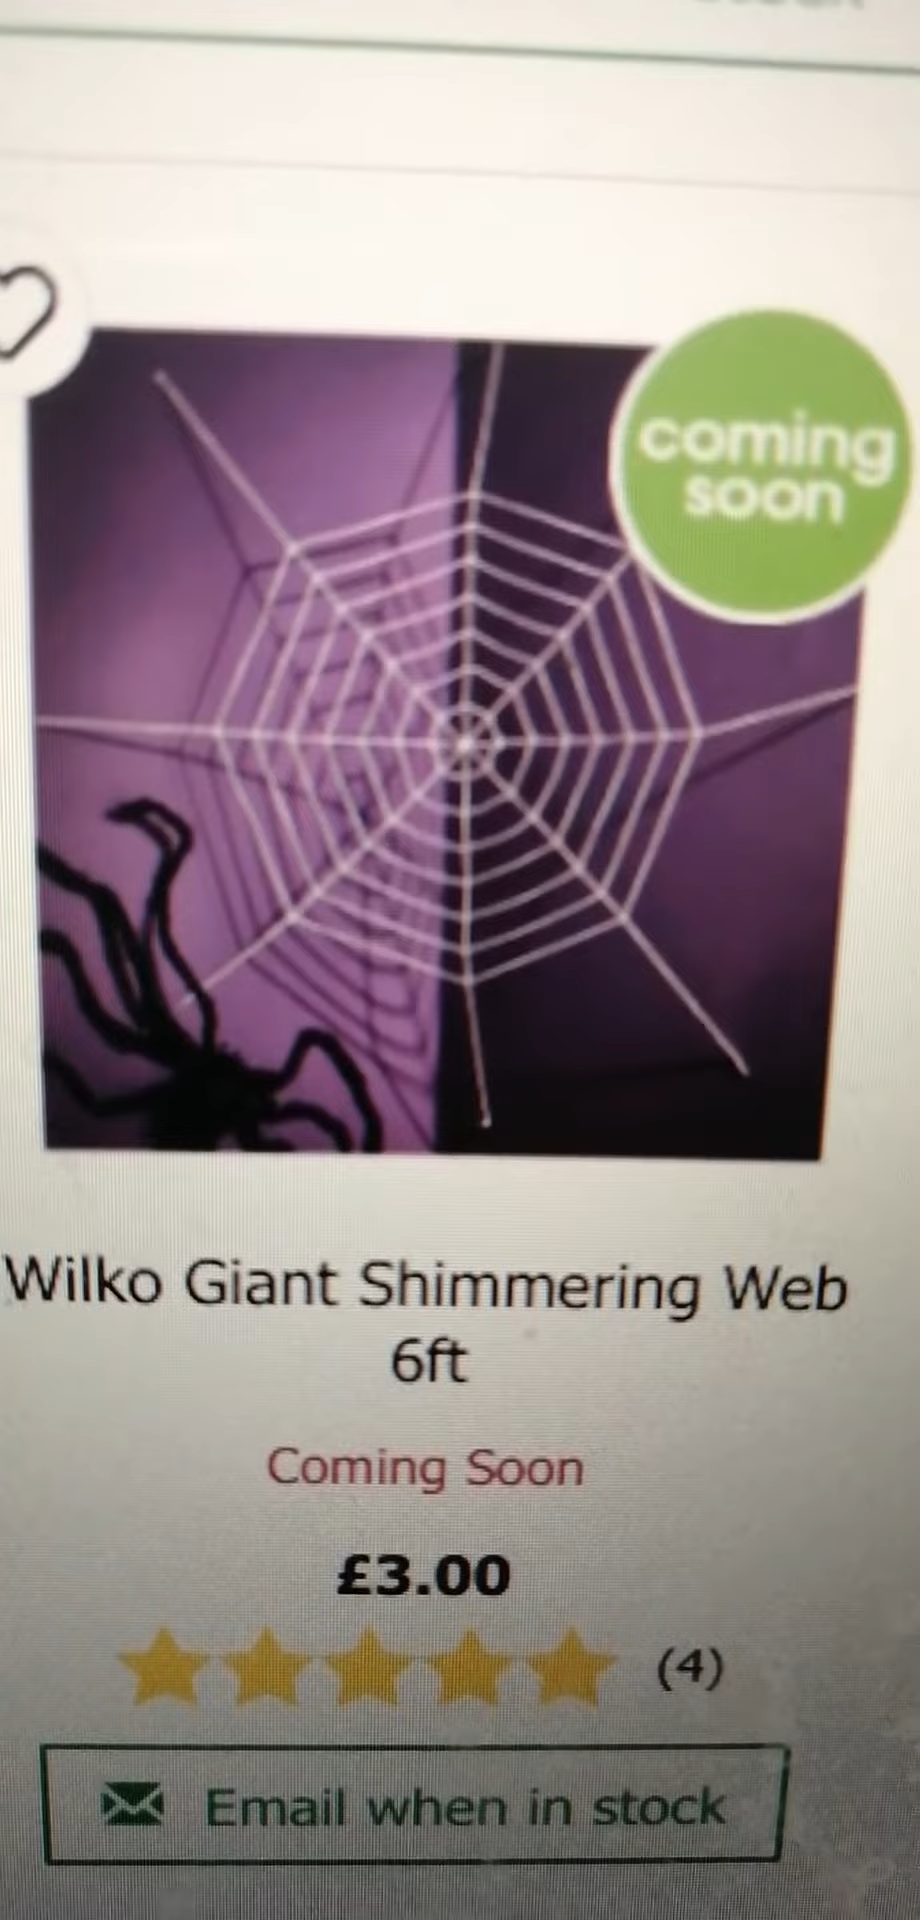 coming
soon
Wilko Giant Shimmering Web
6ft
Coming Soon
£3.00
(4)
Email when in stock